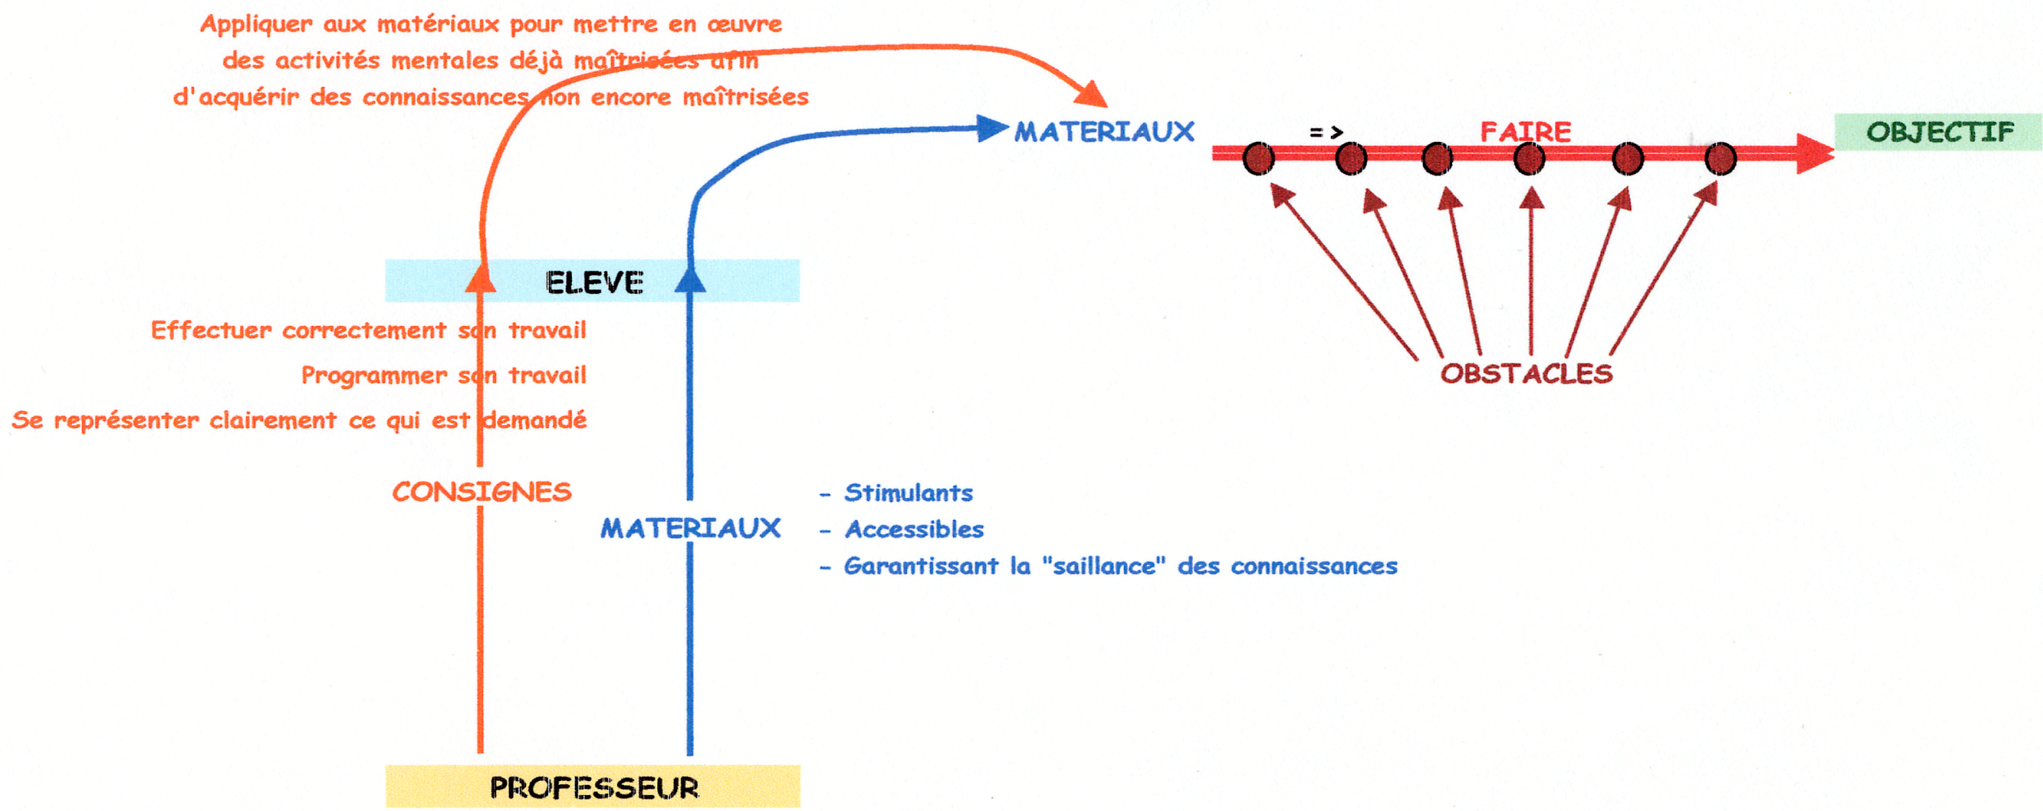 Appliquer aux matériaux pour mettre en œuvre
des activités mentales déjà maîtrisées afin
d'acquérir des connaissances non encore maîtrisées
MATERIAUX
=>
FAIRE
OBJECTIF
ELEVE
Effectuer correctement son travail
Programmer son travail
Se représenter clairement ce qui est demandé
OBSTACLES
CONSIGNES
MATERIAUX
- Stimulants
- Accessibles
- Garantissant la "saillance" des connaissances
PROFESSEUR